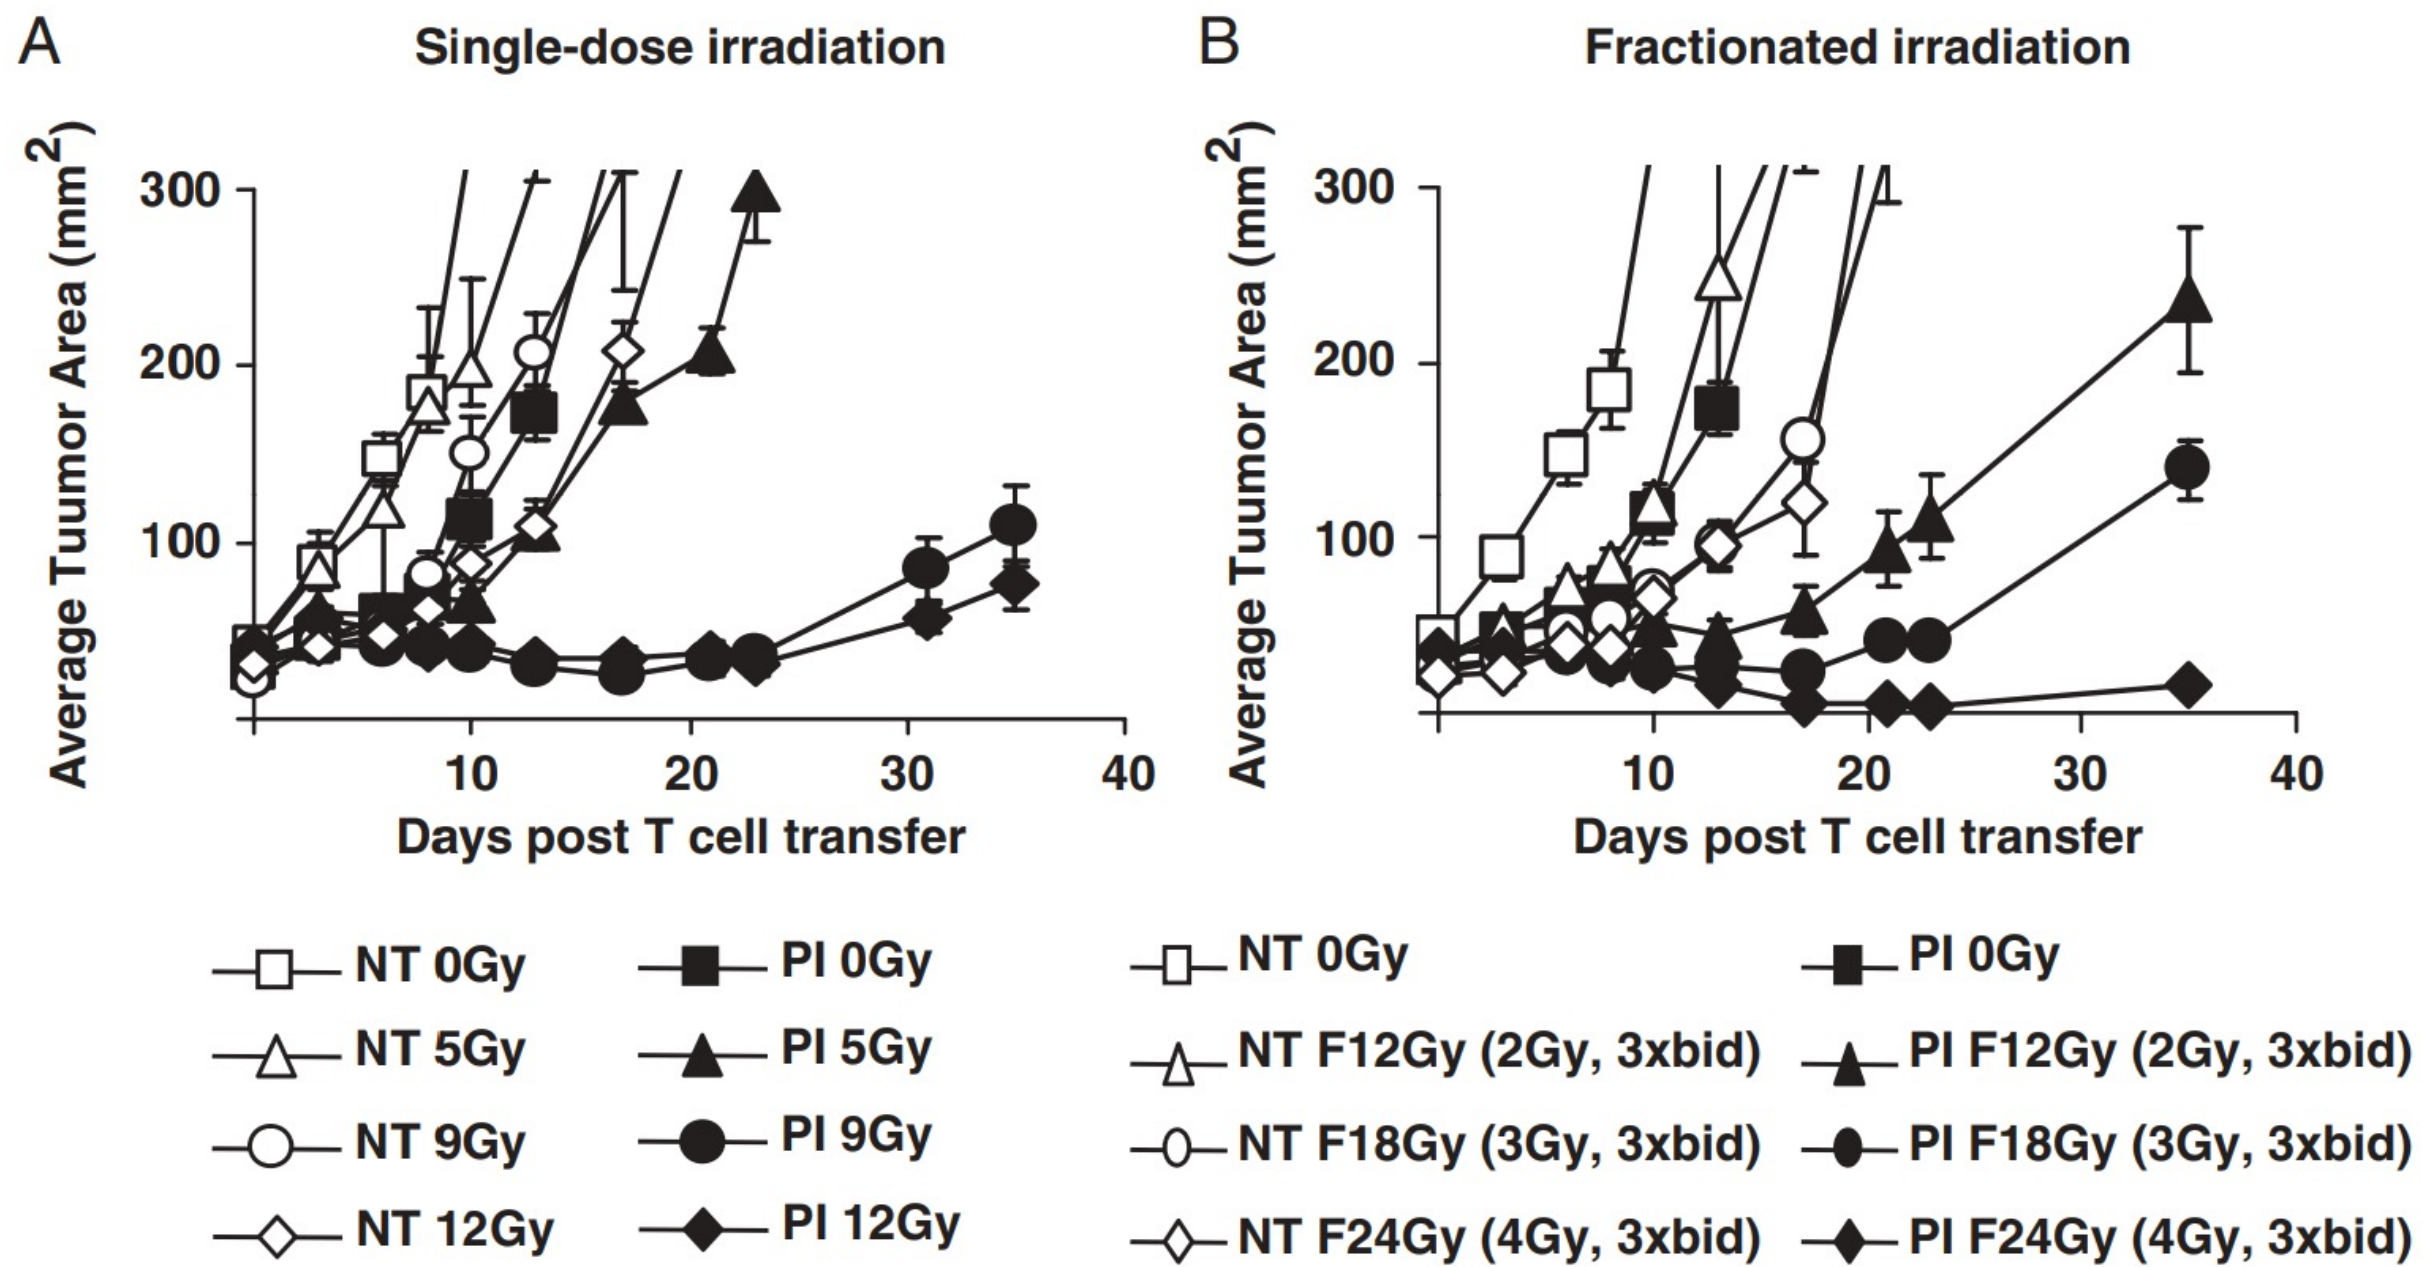 A
Single-dose irradiation
Average Tuumor Area (mm2)
300
200
100
10 20 30 40
Days post T cell transfer
NT 0Gy
PI 0Gy
NT 5Gy
PI 5Gy
NT 9Gy
PI 9Gy
NT 12Gy
PI 12Gy
B
Fractionated irradiation
Average Tuumor Area (mm2)
300
200
100
10 20 30 40
Days post T cell transfer
NT 0Gy
PI 0Gy
NT F12Gy (2Gy, 3xbid)
PI F12Gy (2Gy, 3xbid)
NT F18Gy (3Gy, 3xbid)
PI F18Gy (3Gy, 3xbid)
NT F24Gy (4Gy, 3xbid)
PI F24Gy (4Gy, 3xbid)